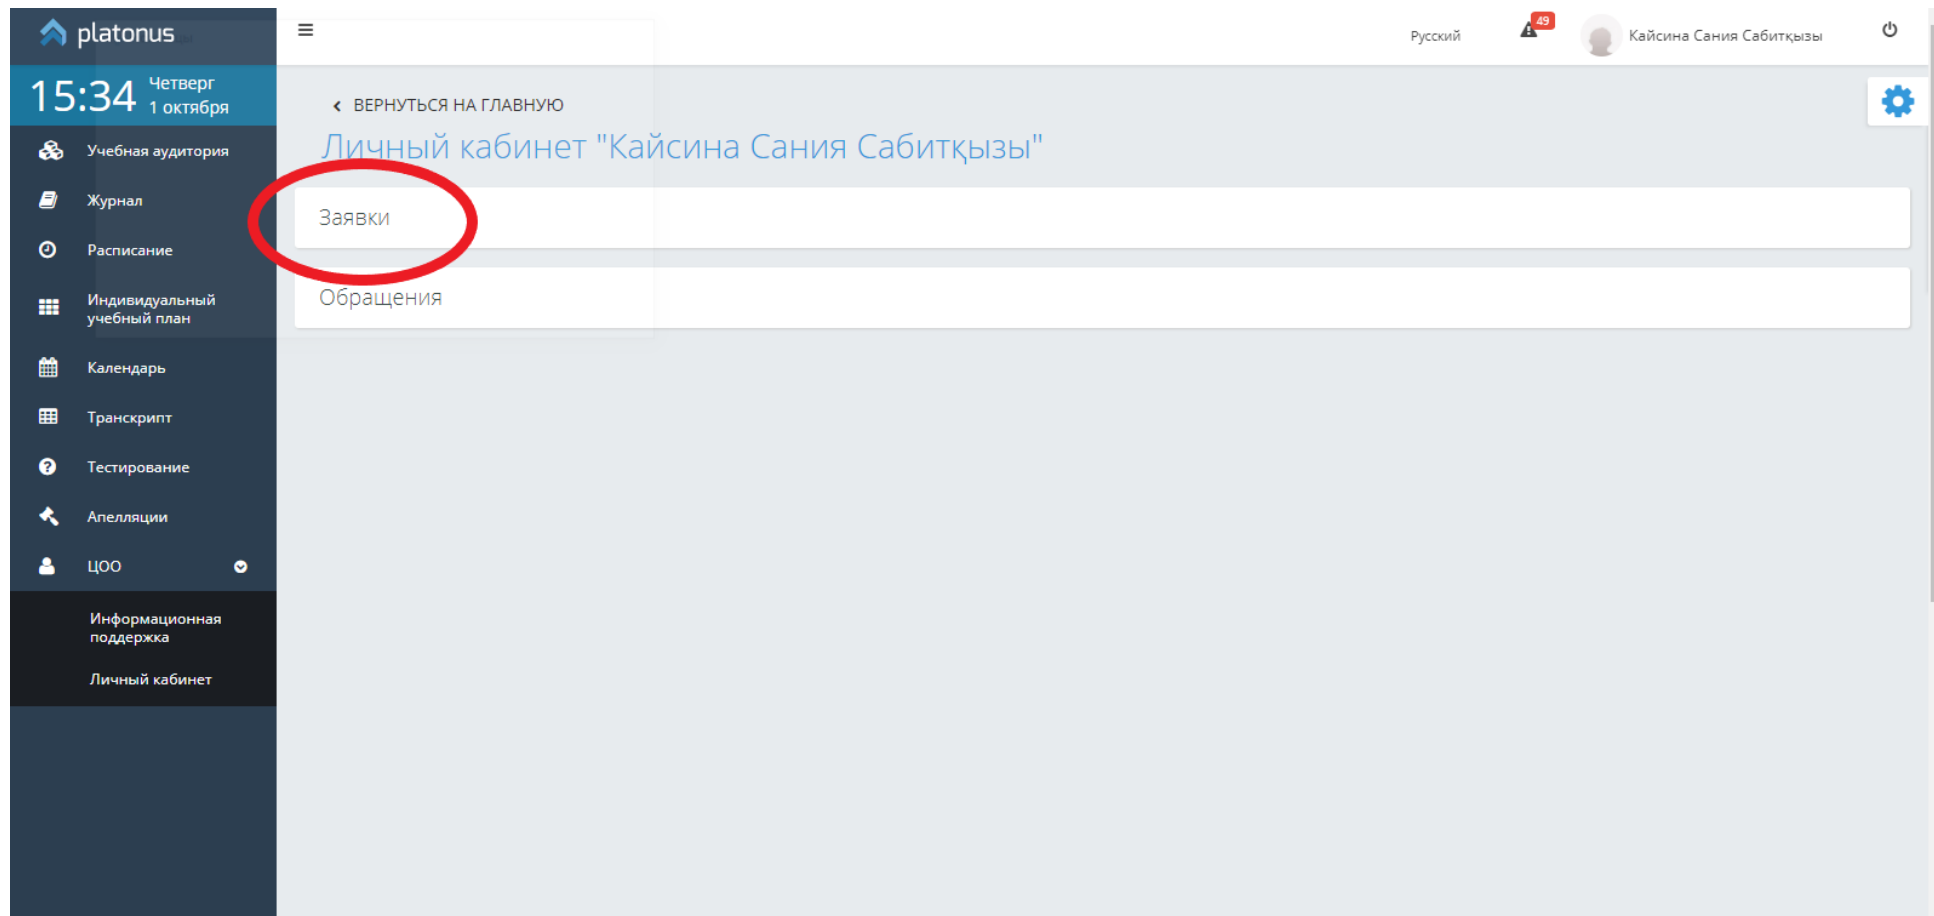 platonus
Русский
49
Кайсина Сания Сабитқызы
15:34
Четверг
1 октября
ВЕРНУТЬСЯ НА ГЛАВНУЮ
Личный кабинет "Кайсина Сания Сабитқызы"
Заявки
Обращения
Учебная аудитория
Журнал
Расписание
Индивидуальный
учебный план
Календарь
Транскрипт
Тестирование
Апелляции
ЦОО
Информационная
поддержка
Личный кабинет